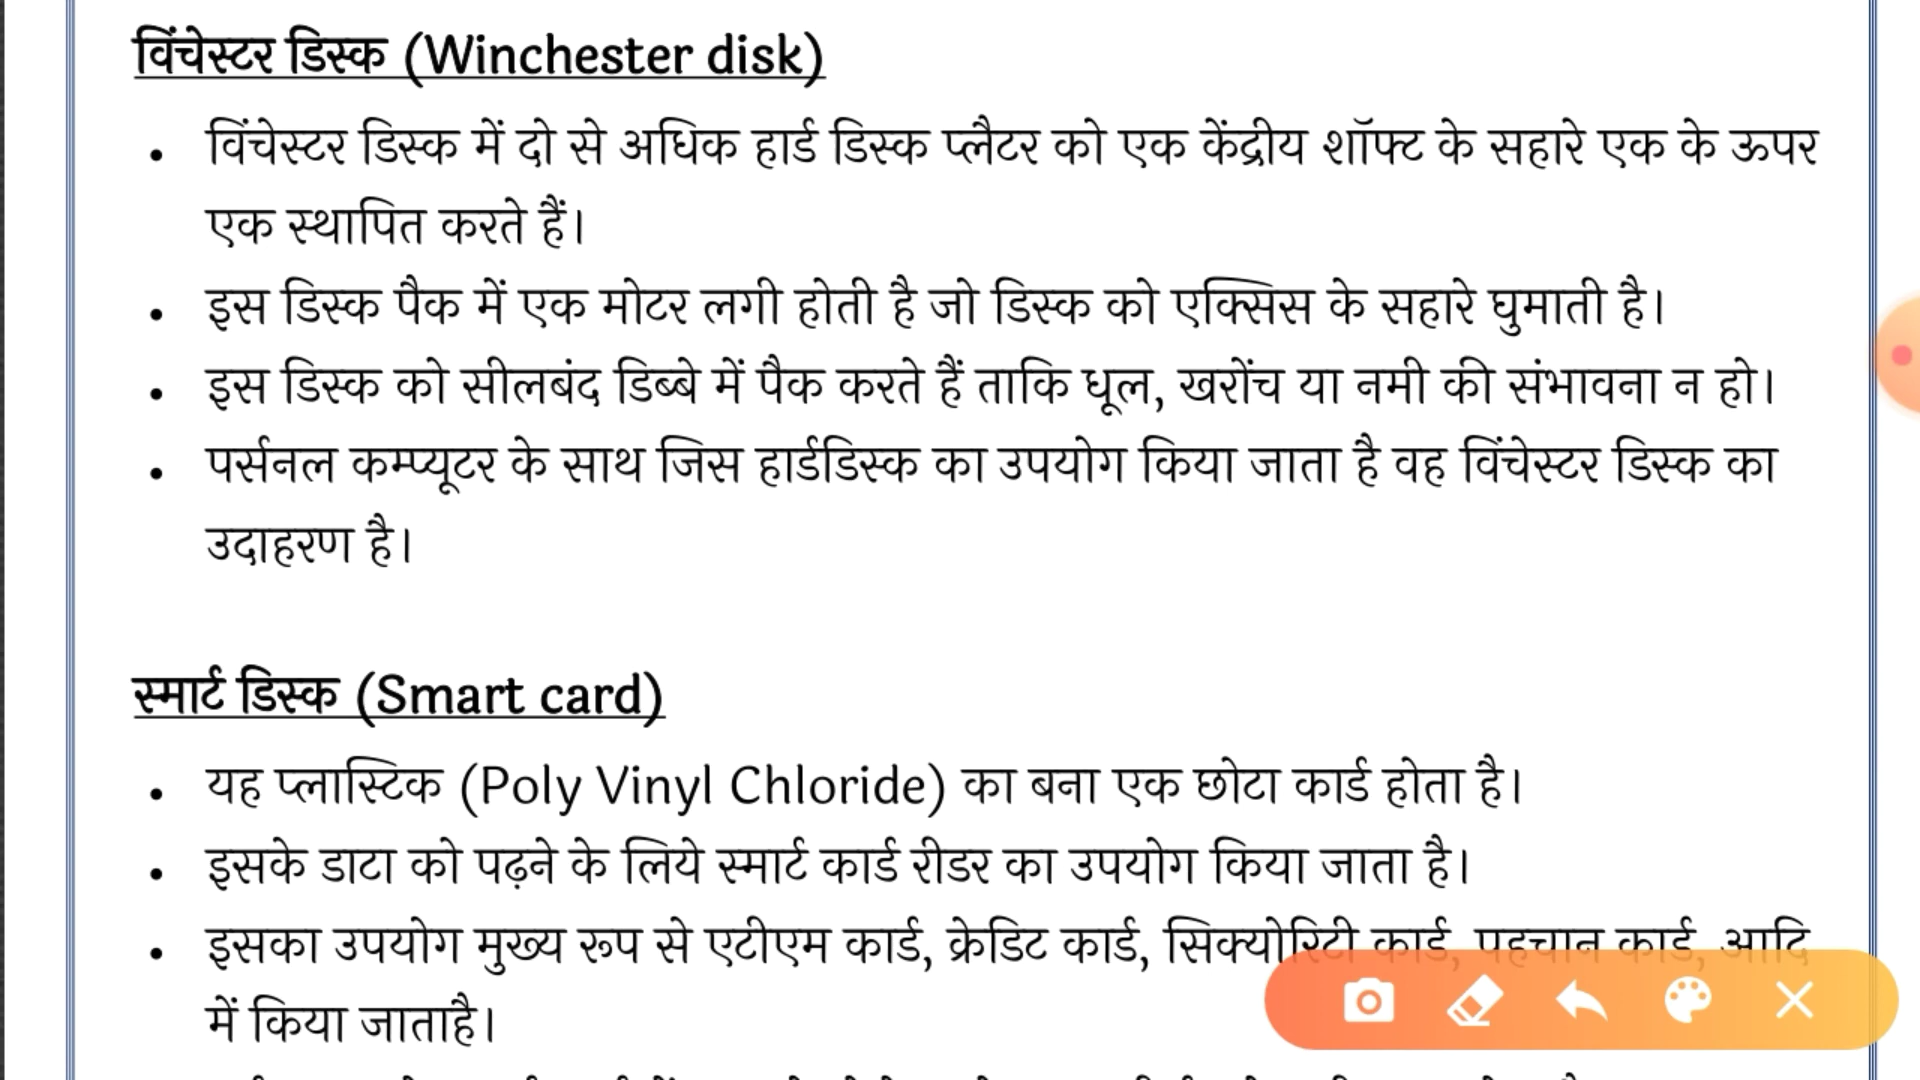 विंचेस्टर डिस्क (Winchester disk)
• विंचेस्टर डिस्क में दो से अधिक हार्ड डिस्क प्लैटर को एक केंद्रीय शॉफ्ट के सहारे एक के ऊपर
एक स्थापित करते हैं।
• इस डिस्क पैक में एक मोटर लगी होती है जो डिस्क को एक्सिस के सहारे घुमाती है।
• इस डिस्क को सीलबंद डिब्बे में पैक करते हैं ताकि धूल, खरोंच या नमी की संभावना न हो।
• पर्सनल कम्प्यूटर के साथ जिस हार्डडिस्क का उपयोग किया जाता है वह विंचेस्टर डिस्क का
उदाहरण है।
स्मार्ट डिस्क (Smart card)
• यह प्लास्टिक (Poly Vinyl Chloride) का बना एक छोटा कार्ड होता है।
• इसके डाटा को पढ़ने के लिये स्मार्ट कार्ड रीडर का उपयोग किया जाता है।
• इसका उपयोग मुख्य रूप से एटीएम कार्ड, क्रेडिट कार्ड, सिक्योरिटी कार्ड, पहचान कार्ड, आदि
में किया जाताहै।